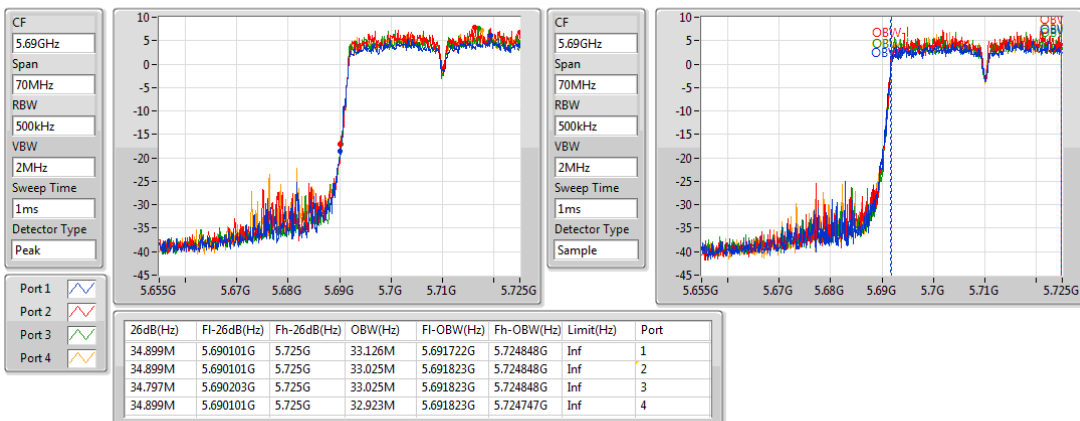 CF
5.69GHz
Span
70MHz
RBW
500kHz
VBW
2MHz
Sweep Time
1ms
Detector Type
Peak
10
5
0
-5
-10
-15
-20
-25
-30
-35
-40
-45
5.655G 5.67G 5.68G 5.69G 5.7G 5.71G 5.725G
CF
5.69GHz
Span
70MHz
RBW
500kHz
VBW
2MHz
Sweep Time
1ms
Detector Type
Sample
10
5
0
-5
-10
-15
-20
-25
-30
-35
-40
-45
5.655G 5.67G 5.68G 5.69G 5.7G 5.71G 5.725G
Port 1
Port 2
Port 3
Port 4
26dB(Hz) Fl-26dB(Hz) Fh-26dB(Hz) OBW(Hz) Fl-OBW(Hz) Fh-OBW(Hz) Limit(Hz) Port
34.899M 5.690101G 5.725G 33.126M 5.691722G 5.724848G Inf 1
34.899M 5.690101G 5.725G 33.025M 5.691823G 5.724848G Inf 2
34.797M 5.690203G 5.725G 33.025M 5.691823G 5.724848G Inf 3
34.899M 5.690101G 5.725G 32.923M 5.691823G 5.724747G Inf 4